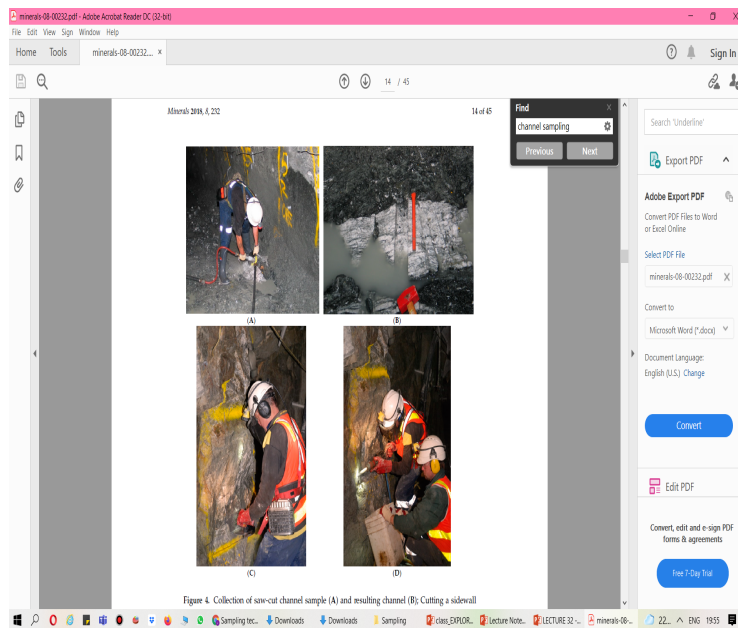 minerals-08-00232.pdf - Adobe Acrobat Reader DC (32-bit)
File Edit View Sign Window Help
Home Tools minerals-08-00232.... x
Sign In
14 / 45
Minerals 2018, 8, 232
14 of 45
Find
channel sampling
Previous Next
(A)
(B)
(C)
(D)
Figure 4. Collection of saw-cut channel sample (A) and resulting channel (B); Cutting a sidewall
Search 'Underline'
Export PDF
Adobe Export PDF
Convert PDF Files to Word
or Excel Online
Select PDF File
minerals-08-00232.pdf
Convert to
Microsoft Word (*.docx)
Document Language:
English (U.S.) Change
Convert
Edit PDF
Convert, edit and e-sign PDF
forms & agreements
Free 7-Day Trial
Sampling tec... Downloads Downloads Sampling class_EXPLOR... Lecture Note... LECTURE 32 -... minerals-08-... 22... ENG 19:55